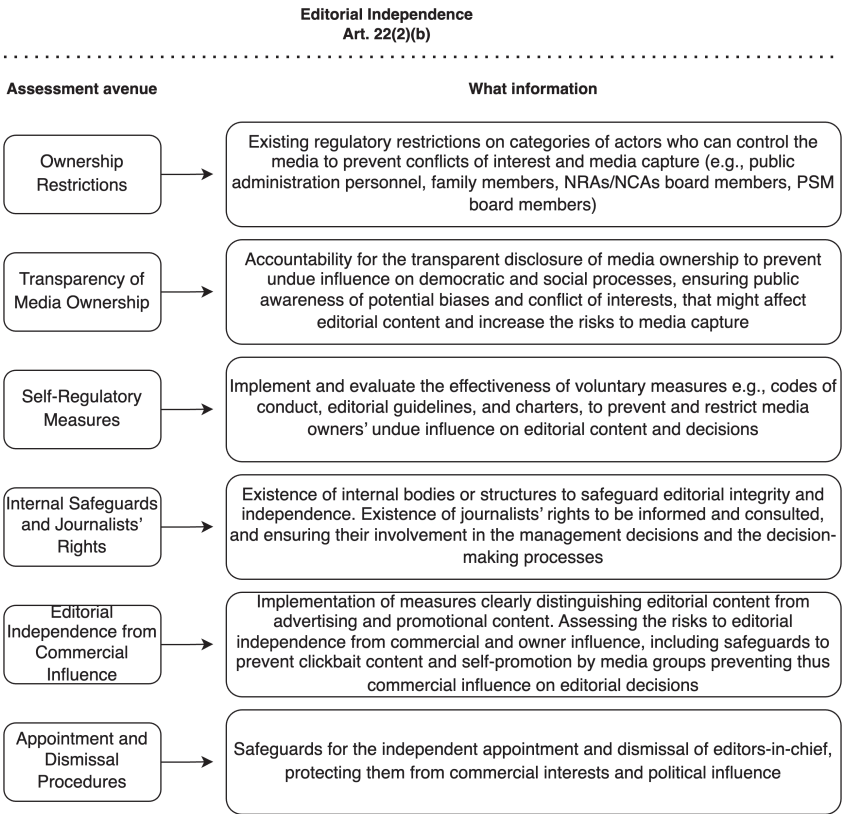 Editorial Independence
Art. 22(2)(b)
Assessment avenue
What information
Ownership
Restrictions
Existing regulatory restrictions on categories of actors who can control the
media to prevent conflicts of interest and media capture (e.g., public
administration personnel, family members, NRAs/NCAs board members, PSM
board members)
Transparency of
Media Ownership
Accountability for the transparent disclosure of media ownership to prevent
undue influence on democratic and social processes, ensuring public
awareness of potential biases and conflict of interests, that might affect
editorial content and increase the risks to media capture
Self-Regulatory
Measures
Implement and evaluate the effectiveness of voluntary measures e.g., codes of
conduct, editorial guidelines, and charters, to prevent and restrict media
owners’ undue influence on editorial content and decisions
Internal Safeguards
and Journalists’
Rights
Existence of internal bodies or structures to safeguard editorial integrity and
independence. Existence of journalists’ rights to be informed and consulted,
and ensuring their involvement in the management decisions and the decision-
making processes
Editorial
Independence from
Commercial
Influence
Implementation of measures clearly distinguishing editorial content from
advertising and promotional content. Assessing the risks to editorial
independence from commercial and owner influence, including safeguards to
prevent clickbait content and self-promotion by media groups preventing thus
commercial influence on editorial decisions
Appointment and
Dismissal
Procedures
Safeguards for the independent appointment and dismissal of editors-in-chief,
protecting them from commercial interests and political influence